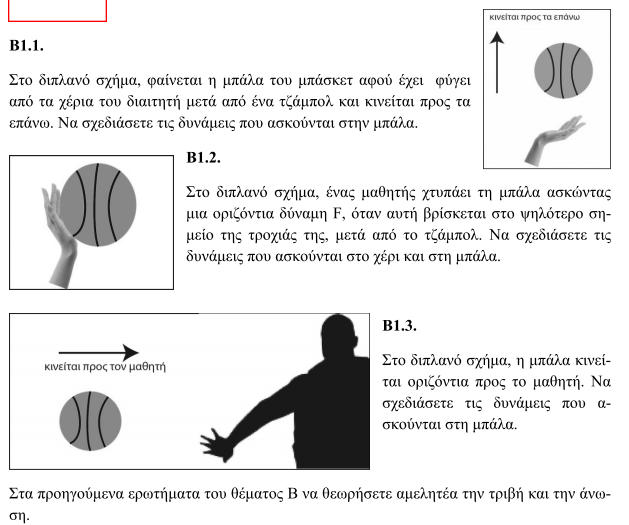 κινείται προς τα επάνω
Β1.1.
Στο διπλανό σχήμα, φαίνεται η μπάλα του μπάσκετ αφού έχει φύγει
από τα χέρια του διαιτητή μετά από ένα τζάμπολ και κινείται προς τα
επάνω. Να σχεδιάσετε τις δυνάμεις που ασκούνται στην μπάλα.
Β1.2.
Στο διπλανό σχήμα, ένας μαθητής χτυπάει τη μπάλα ασκώντας
μια οριζόντια δύναμη F, όταν αυτή βρίσκεται στο ψηλότερο ση-
μείο της τροχιάς της, μετά από το τζάμπολ. Να σχεδιάσετε τις
δυνάμεις που ασκούνται στο χέρι και στη μπάλα.
κινείται προς τον μαθητή
Β1.3.
Στο διπλανό σχήμα, η μπάλα κινεί-
ται οριζόντια προς το μαθητή. Να
σχεδιάσετε τις δυνάμεις που α-
σκούνται στη μπάλα.
Στα προηγούμενα ερωτήματα του θέματος Β να θεωρήσετε αμελητέα την τριβή και την άνω-
ση.